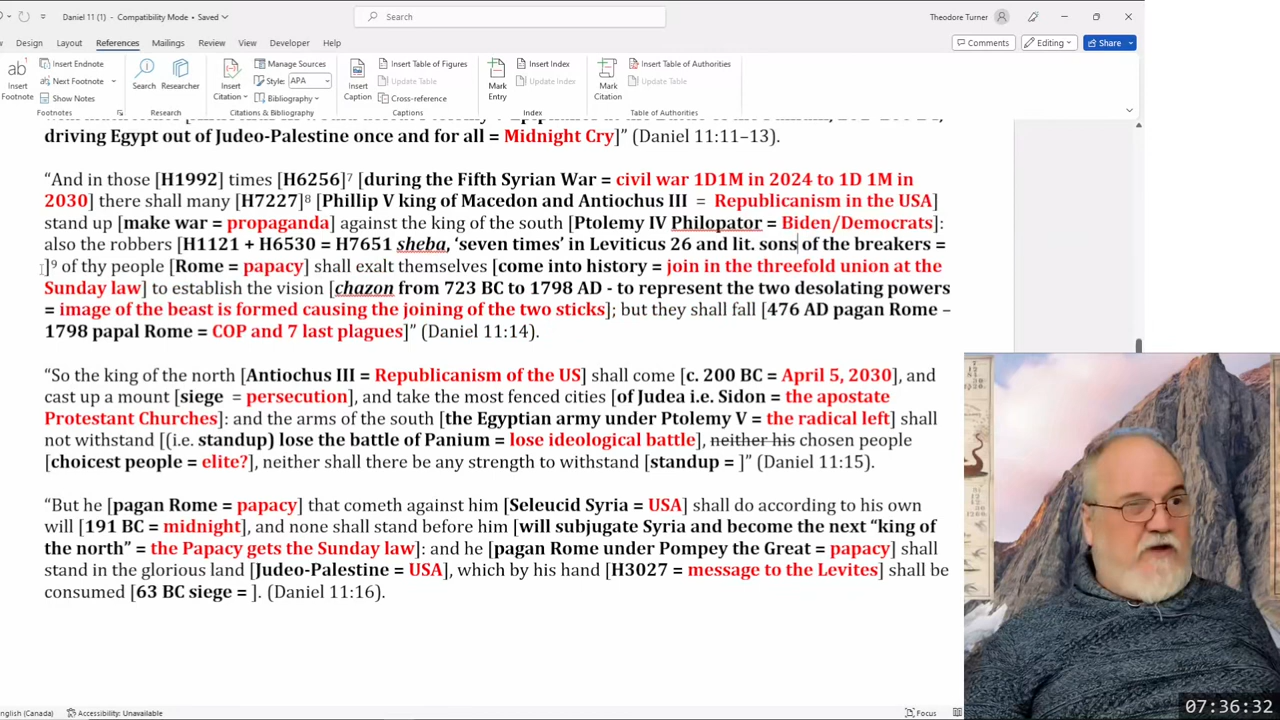 Daniel 11 (1) - Compatibility Mode • Saved
Search
Theodore Turner
Design Layout References Mailings Review View Developer Help
Comments Editing Share
ab
Insert Footnote
Insert Endnote
Next Footnote
Show Notes
Footnotes
Search
Researcher
Research
Insert Citation
Manage Sources
Style: APA
Bibliography
Citations & Bibliography
Insert Caption
Insert Table of Figures
Update Table
Cross-reference
Captions
Mark Entry
Insert Index
Update Index
Index
Mark Citation
Insert Table of Authorities
Update Table
Table of Authorities
driving Egypt out of Judeo-Palestine once and for all = Midnight Cry]” (Daniel 11:11–13).
“And in those [H1992] times [H6256]⁷ [during the Fifth Syrian War = civil war 1D1M in 2024 to 1D 1M in
2030] there shall many [H7227]⁸ [Phillip V king of Macedon and Antiochus III = Republicanism in the USA]
stand up [make war = propaganda] against the king of the south [Ptolemy IV Philopator = Biden/Democrats]:
also the robbers [H1121 + H6530 = H7651 sheba, ‘seven times’ in Leviticus 26 and lit. sons of the breakers =
]⁹ of thy people [Rome = papacy] shall exalt themselves [come into history = join in the threefold union at the
Sunday law] to establish the vision [chazon from 723 BC to 1798 AD - to represent the two desolating powers
= image of the beast is formed causing the joining of the two sticks]; but they shall fall [476 AD pagan Rome –
1798 papal Rome = COP and 7 last plagues]” (Daniel 11:14).
“So the king of the north [Antiochus III = Republicanism of the US] shall come [c. 200 BC = April 5, 2030], and
cast up a mount [siege = persecution], and take the most fenced cities [of Judea i.e. Sidon = the apostate
Protestant Churches]: and the arms of the south [the Egyptian army under Ptolemy V = the radical left] shall
not withstand [(i.e. standup) lose the battle of Panium = lose ideological battle], neither his chosen people
[choicest people = elite?], neither shall there be any strength to withstand [standup = ]” (Daniel 11:15).
“But he [pagan Rome = papacy] that cometh against him [Seleucid Syria = USA] shall do according to his own
will [191 BC = midnight], and none shall stand before him [will subjugate Syria and become the next “king of
the north” = the Papacy gets the Sunday law]: and he [pagan Rome under Pompey the Great = papacy] shall
stand in the glorious land [Judeo-Palestine = USA], which by his hand [H3027 = message to the Levites] shall be
consumed [63 BC siege = ]. (Daniel 11:16).
nglish (Canada) Accessibility: Unavailable
Focus
07:36:32